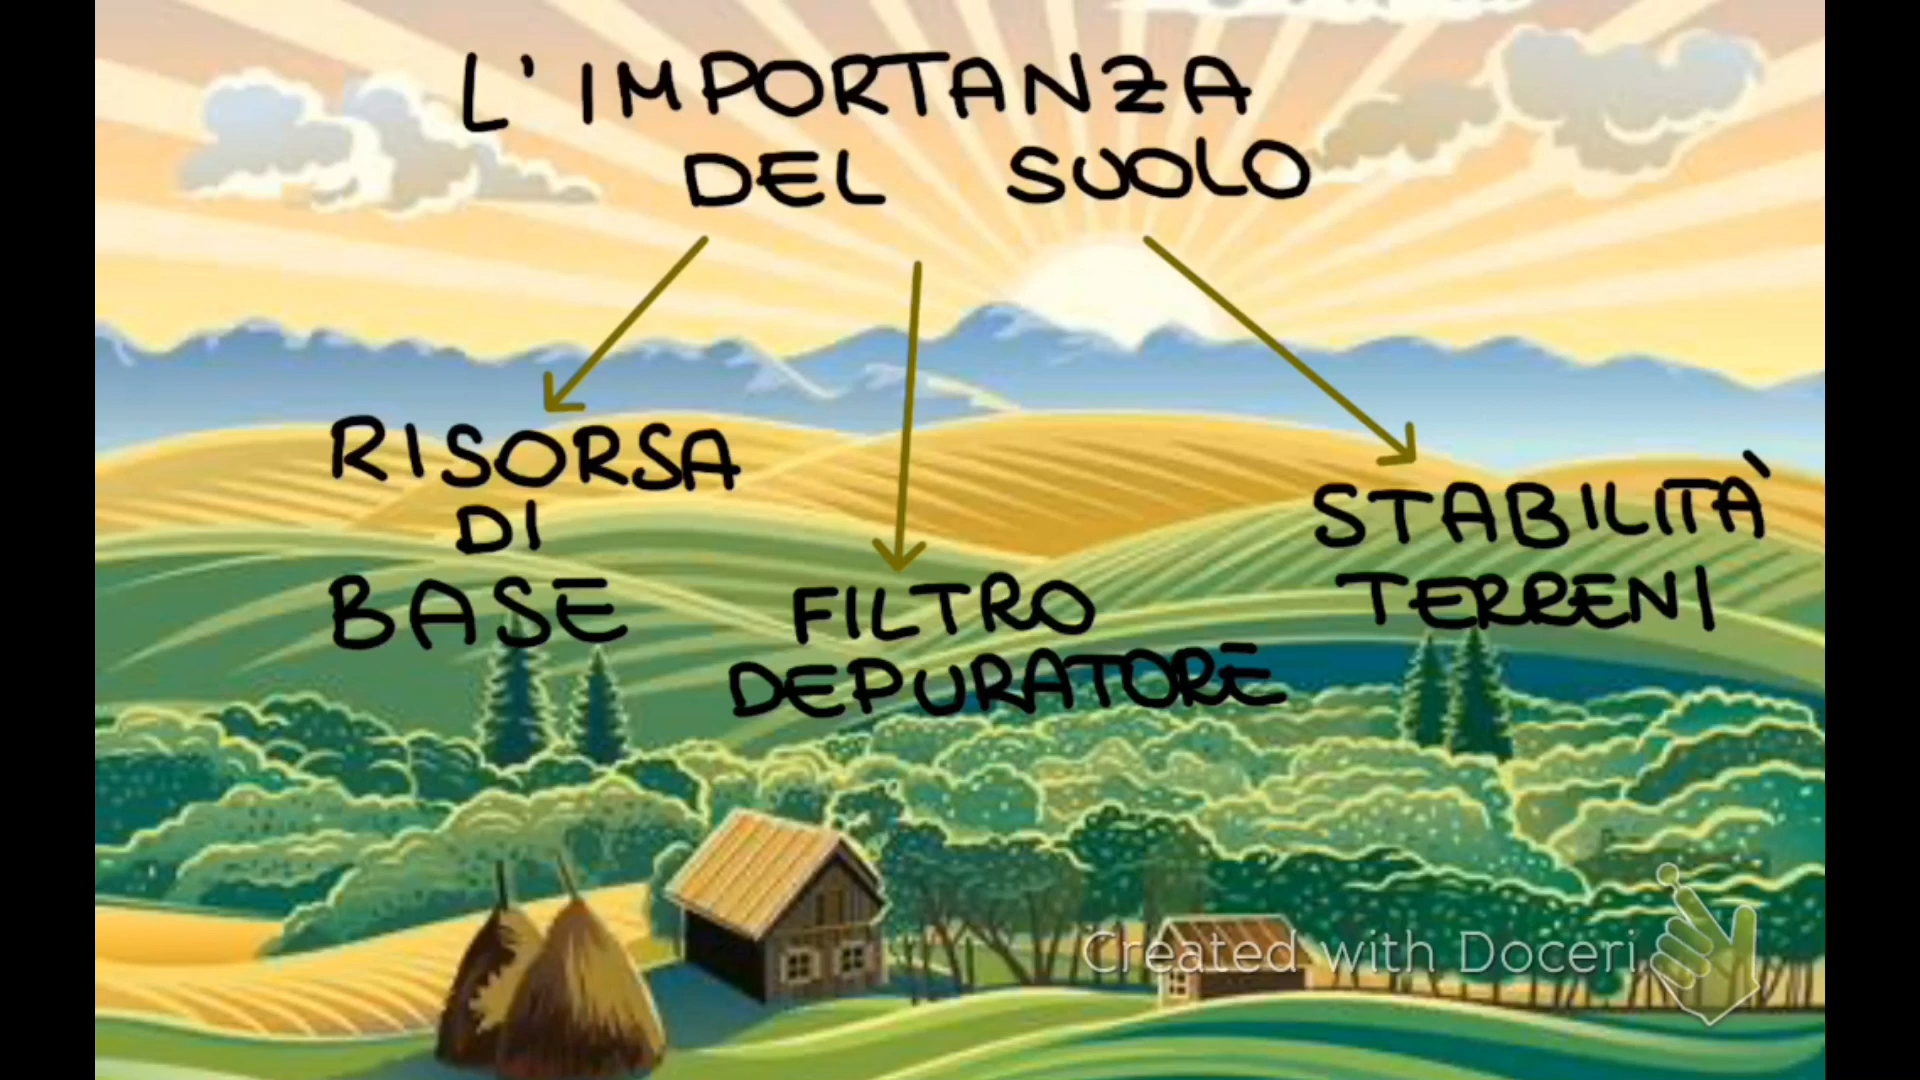 L'IMPORTANZA
DEL SUOLO
RISORSA
DI
BASE
FILTRO
DEPURATORE
STABILITÀ
TERRENI
Created with Doceri